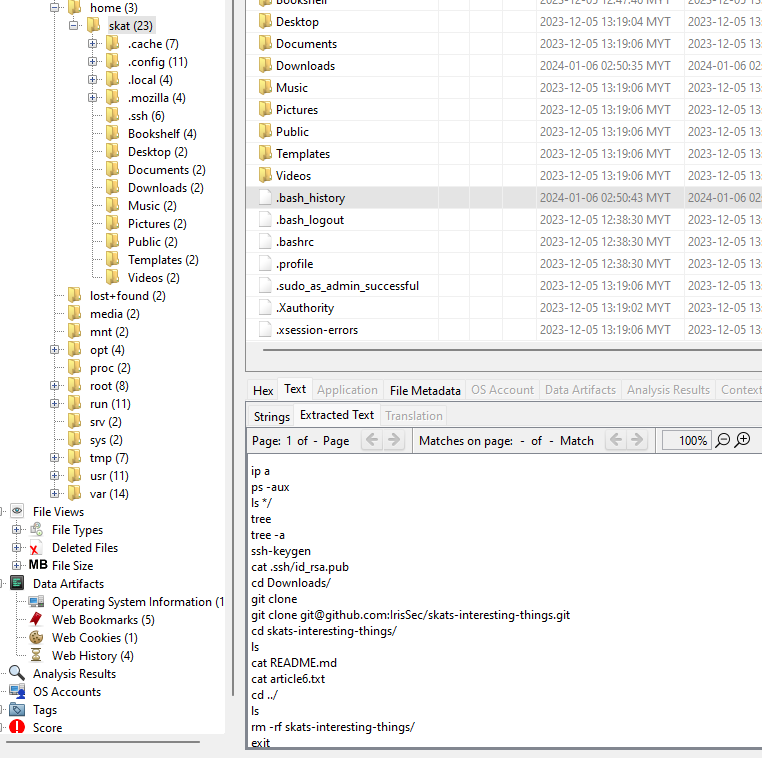 home (3)
skat (23)
.cache (7)
.config (11)
.local (4)
.mozilla (4)
.ssh (6)
Bookshelf (4)
Desktop (2)
Documents (2)
Downloads (2)
Music (2)
Pictures (2)
Public (2)
Templates (2)
Videos (2)
lost+found (2)
media (2)
mnt (2)
opt (4)
proc (2)
root (8)
run (11)
srv (2)
sys (2)
tmp (7)
usr (11)
var (14)
File Views
File Types
Deleted Files
MB File Size
Data Artifacts
Operating System Information (1
Web Bookmarks (5)
Web Cookies (1)
Web History (4)
Analysis Results
OS Accounts
Tags
Score
Bookshelf 2023-12-05 12:47:40 MYT 2023-12-05 12:
Desktop 2023-12-05 13:19:04 MYT 2023-12-05 13:
Documents 2023-12-05 13:19:06 MYT 2023-12-05 13:
Downloads 2024-01-06 02:50:35 MYT 2024-01-06 02:
Music 2023-12-05 13:19:06 MYT 2023-12-05 13:
Pictures 2023-12-05 13:19:06 MYT 2023-12-05 13:
Public 2023-12-05 13:19:06 MYT 2023-12-05 13:
Templates 2023-12-05 13:19:06 MYT 2023-12-05 13:
Videos 2023-12-05 13:19:06 MYT 2023-12-05 13:
.bash_history 2024-01-06 02:50:43 MYT 2024-01-06 02:
.bash_logout 2023-12-05 12:38:30 MYT 2023-12-05 12:
.bashrc 2023-12-05 12:38:30 MYT 2023-12-05 12:
.profile 2023-12-05 12:38:30 MYT 2023-12-05 12:
.sudo_as_admin_successful 2023-12-05 13:19:06 MYT 2023-12-05 13:
.Xauthority 2023-12-05 13:19:02 MYT 2023-12-05 13:
.xsession-errors 2023-12-05 13:19:06 MYT 2023-12-05 13:
Hex Text Application File Metadata OS Account Data Artifacts Analysis Results Context
Strings Extracted Text Translation
Page: 1 of - Page Matches on page: - of - Match 100%
ip a
ps -aux
ls */
tree
tree -a
ssh-keygen
cat .ssh/id_rsa.pub
cd Downloads/
git clone
git clone git@github.com:IrisSec/skats-interesting-things.git
cd skats-interesting-things/
ls
cat README.md
cat article6.txt
cd ../
ls
rm -rf skats-interesting-things/
exit